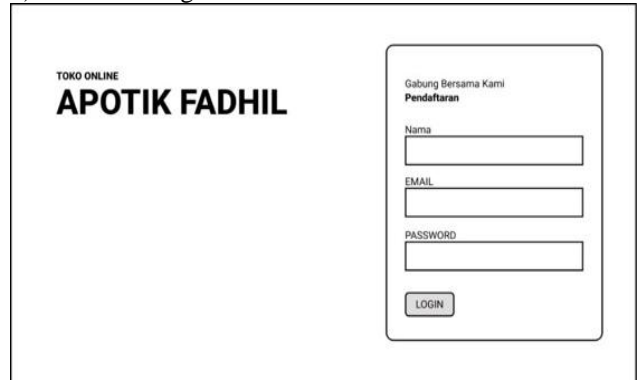 TOKO ONLINE
APOTIK FADHIL
Gabung Bersama Kami
Pendaftaran
Nama
EMAIL
PASSWORD
LOGIN